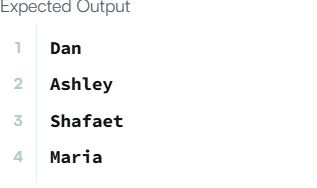 Expected Output
1 Dan
2 Ashley
3 Shafaet
4 Maria